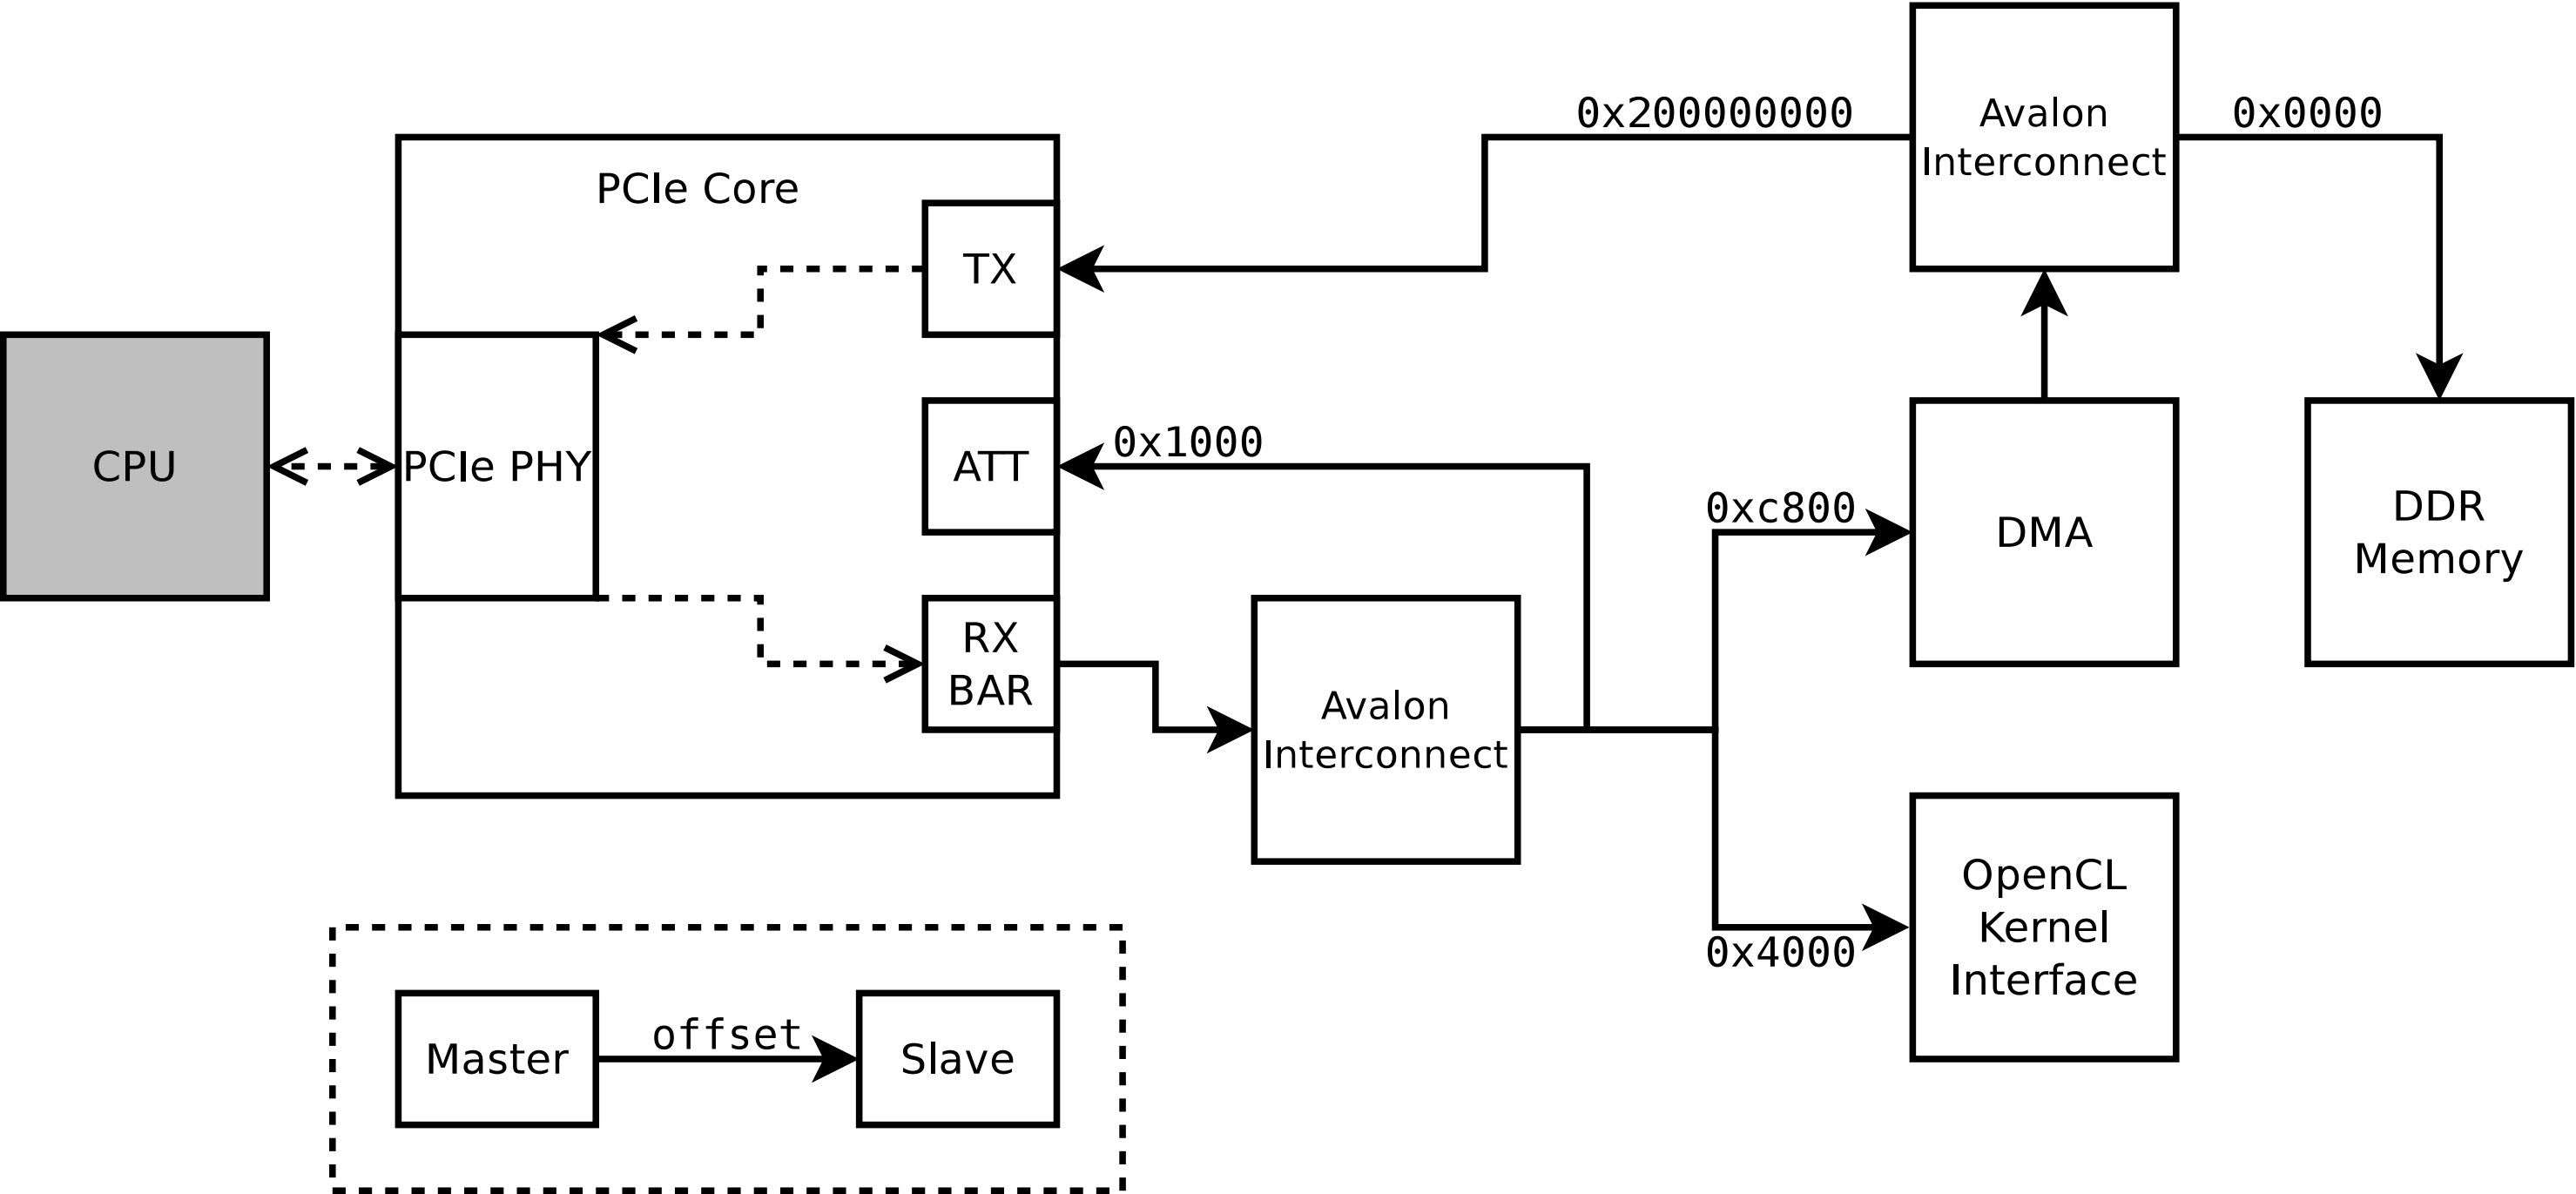 Avalon
Interconnect
0x200000000
0x0000
PCIe Core
TX
CPU
PCIe PHY
ATT
0x1000
0xc800
DMA
DDR
Memory
RX
BAR
Avalon
Interconnect
OpenCL
Kernel
Interface
0x4000
Master
offset
Slave